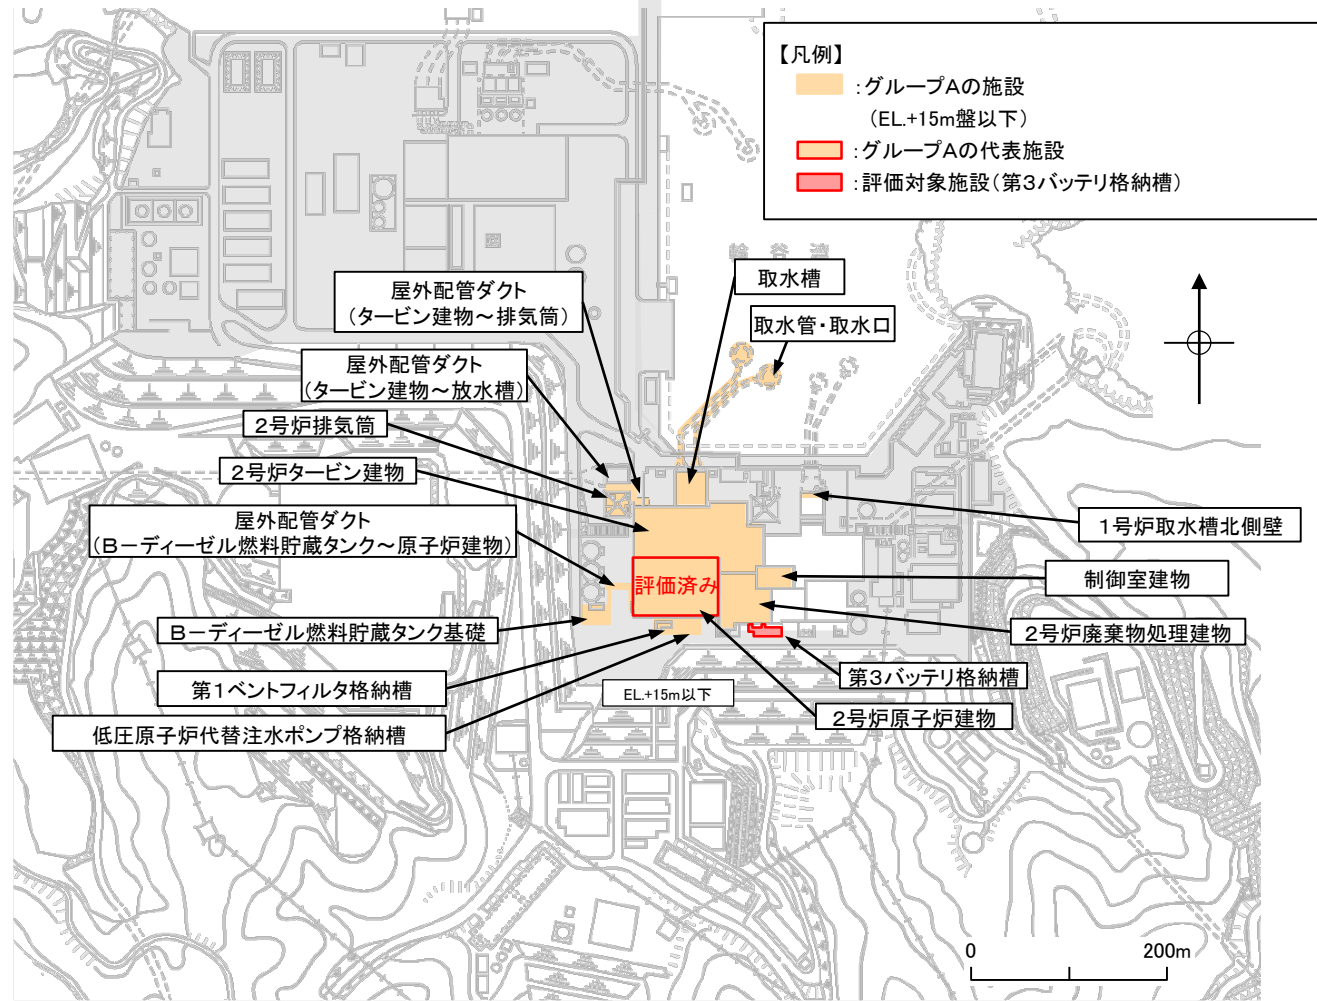 【凡例】
：グループAの施設
（EL.+15m盤以下）
：グループAの代表施設
：評価対象施設（第３バッテリ格納槽）
輪谷湾
取水槽
屋外配管ダクト
（タービン建物～排気筒）
取水管・取水口
屋外配管ダクト
（タービン建物～放水槽）
２号炉排気筒
２号炉タービン建物
屋外配管ダクト
（Ｂ－ディーゼル燃料貯蔵タンク～原子炉建物）
１号炉取水槽北側壁
制御室建物
評価済み
Ｂ－ディーゼル燃料貯蔵タンク基礎
２号炉廃棄物処理建物
第３バッテリ格納槽
第１ベントフィルタ格納槽
EL.+15m以下
２号炉原子炉建物
低圧原子炉代替注水ポンプ格納槽
0
200m